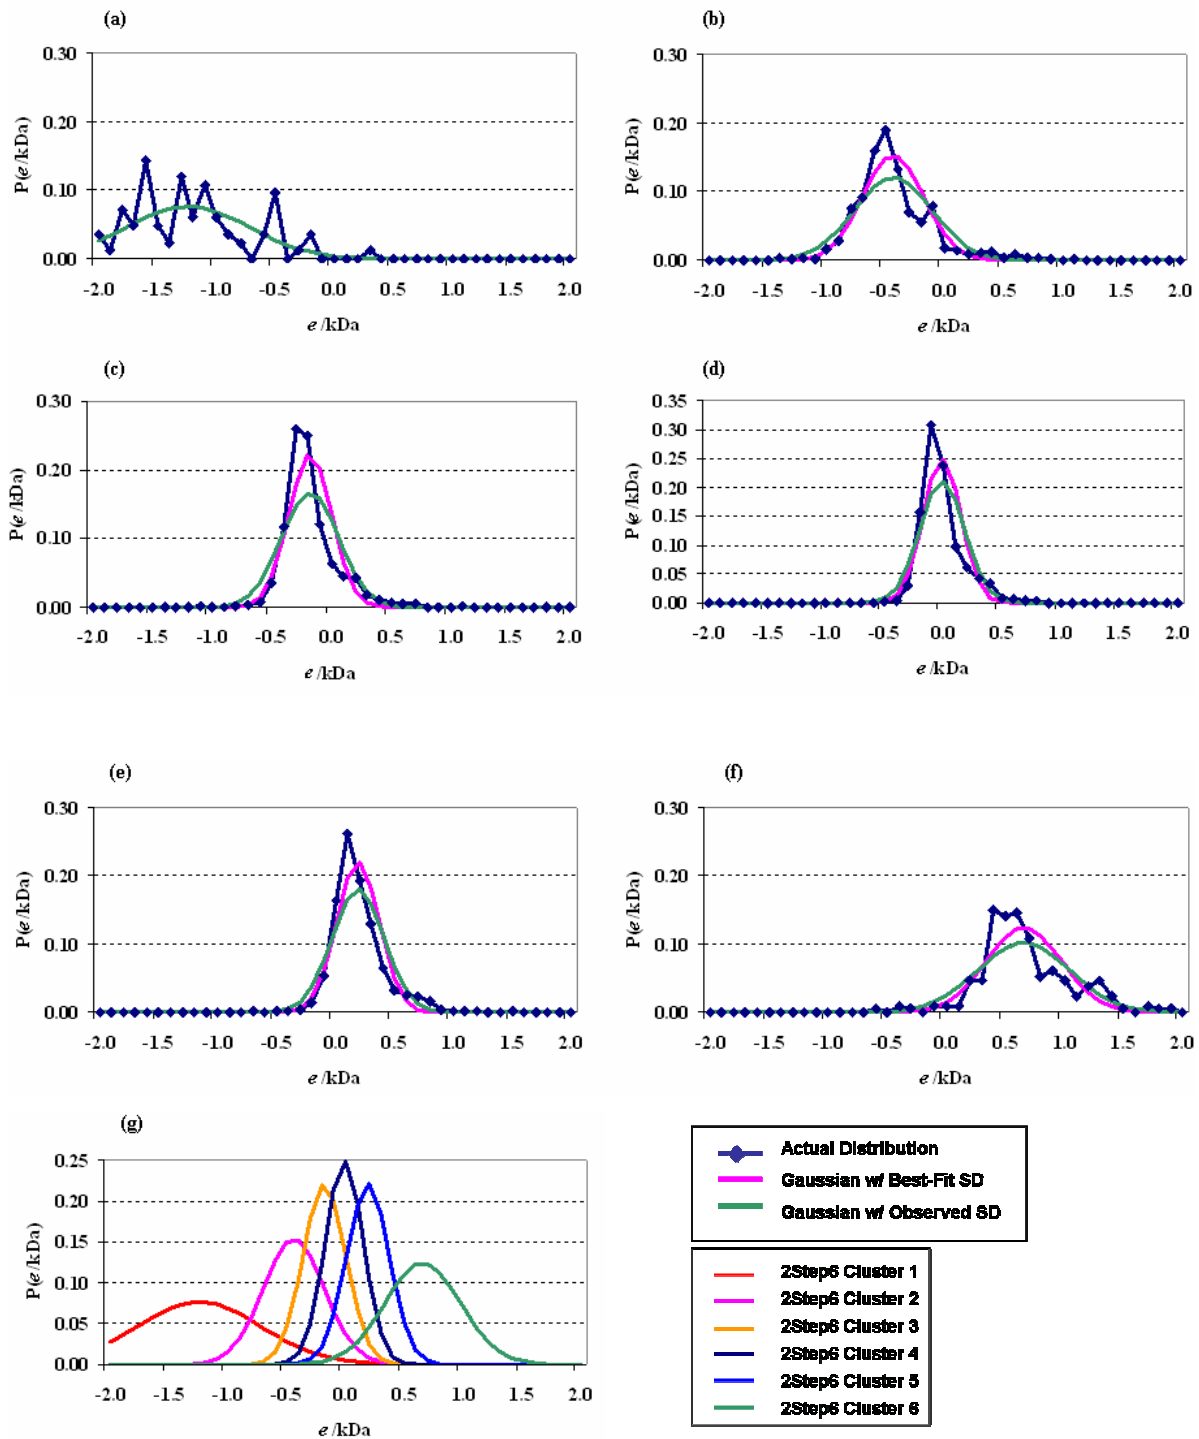 (a)
0.30
0.20
0.10
0.00
P(e/kDa)
-2.0 -1.5 -1.0 -0.5 0.0 0.5 1.0 1.5 2.0
e/kDa
(b)
0.30
0.20
0.10
0.00
P(e/kDa)
-2.0 -1.5 -1.0 -0.5 0.0 0.5 1.0 1.5 2.0
e/kDa
(c)
0.30
0.20
0.10
0.00
P(e/kDa)
-2.0 -1.5 -1.0 -0.5 0.0 0.5 1.0 1.5 2.0
e/kDa
(d)
0.35
0.30
0.25
0.20
0.15
0.10
0.05
0.00
P(e/kDa)
-2.0 -1.5 -1.0 -0.5 0.0 0.5 1.0 1.5 2.0
e/kDa
(e)
0.30
0.20
0.10
0.00
P(e/kDa)
-2.0 -1.5 -1.0 -0.5 0.0 0.5 1.0 1.5 2.0
e/kDa
(f)
0.30
0.20
0.10
0.00
P(e/kDa)
-2.0 -1.5 -1.0 -0.5 0.0 0.5 1.0 1.5 2.0
e/kDa
(g)
0.25
0.20
0.15
0.10
0.05
0.00
P(e/kDa)
-2.0 -1.5 -1.0 -0.5 0.0 0.5 1.0 1.5 2.0
e/kDa
Actual Distribution
Gaussian w/ Best-Fit SD
Gaussian w/ Observed SD
2Step6 Cluster 1
2Step6 Cluster 2
2Step6 Cluster 3
2Step6 Cluster 4
2Step6 Cluster 5
2Step6 Cluster 6